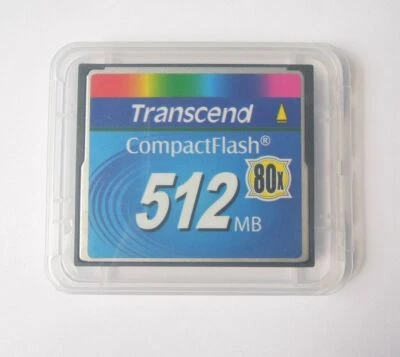 Transcend
CompactFlash®
80x
512 MB